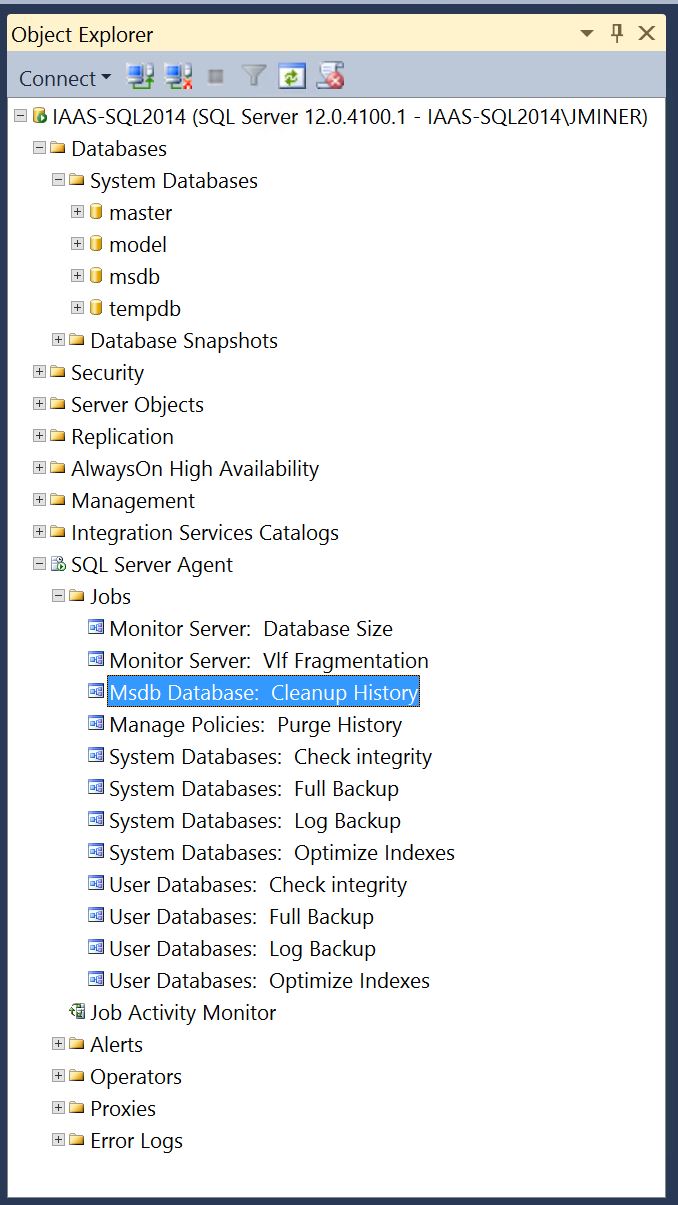 Object Explorer
Connect
IAAS-SQL2014 (SQL Server 12.0.4100.1 - IAAS-SQL2014\JMINER)
Databases
System Databases
master
model
msdb
tempdb
Database Snapshots
Security
Server Objects
Replication
AlwaysOn High Availability
Management
Integration Services Catalogs
SQL Server Agent
Jobs
Monitor Server:  Database Size
Monitor Server:  Vlf Fragmentation
Msdb Database:  Cleanup History
Manage Policies:  Purge History
System Databases:  Check integrity
System Databases:  Full Backup
System Databases:  Log Backup
System Databases:  Optimize Indexes
User Databases:  Check integrity
User Databases:  Full Backup
User Databases:  Log Backup
User Databases:  Optimize Indexes
Job Activity Monitor
Alerts
Operators
Proxies
Error Logs